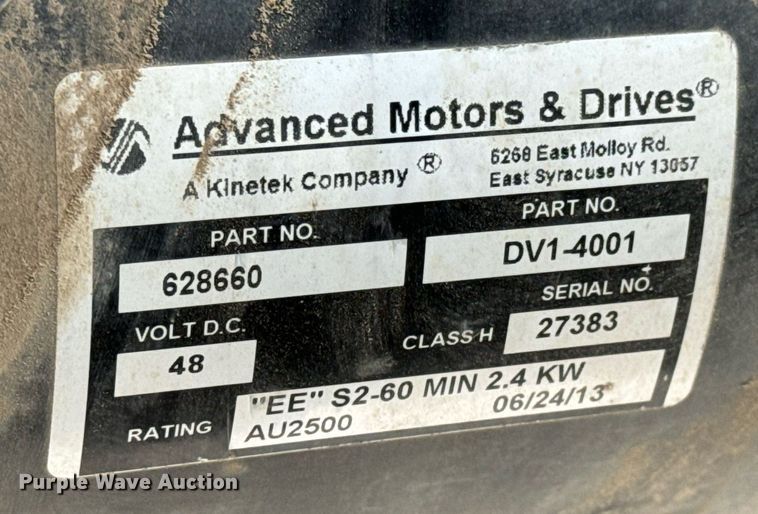 Advanced Motors & Drives®
A Kinetek Company ®
6268 East Molloy Rd.
East Syracuse NY 13057
PART NO.
PART NO.
628660
DV1-4001
VOLT D.C.
SERIAL NO.
48
CLASS H
27383
RATING
"EE" S2-60 MIN 2.4 KW
AU2500 06/24/13
Purple Wave Auction